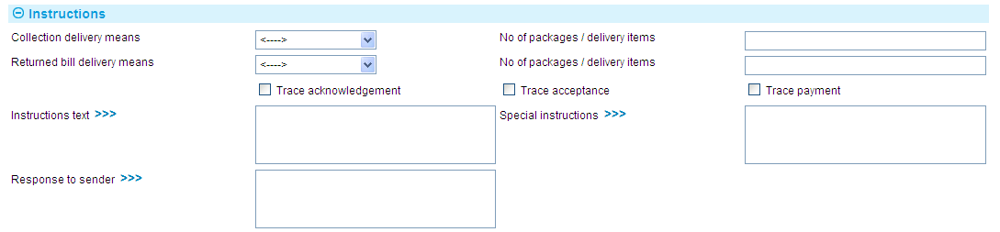 Instructions
Collection delivery means <----> No of packages / delivery items
Returned bill delivery means <----> No of packages / delivery items
Trace acknowledgement Trace acceptance Trace payment
Instructions text >>> Special instructions >>>
Response to sender >>>